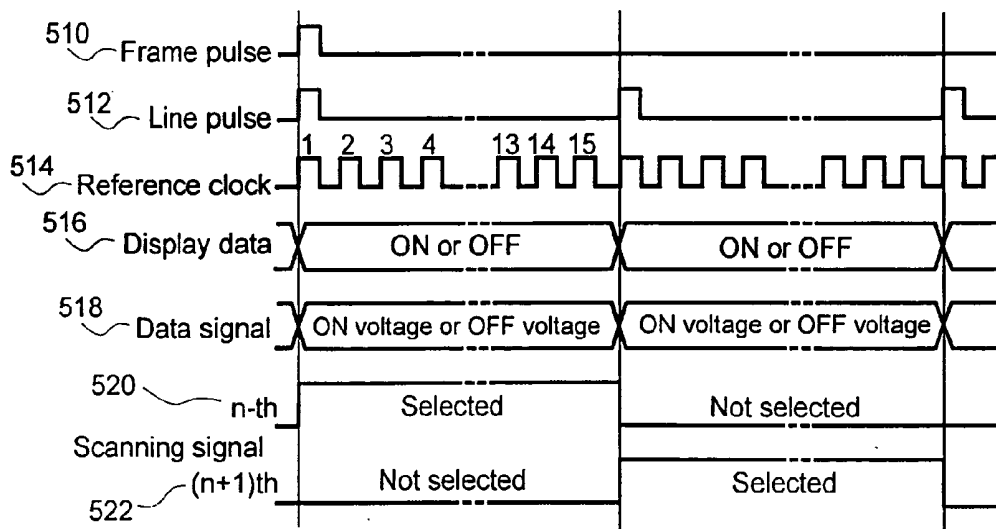 510
Frame pulse
512
Line pulse
1 2 3 4 13 14 15
514
Reference clock
516
Display data ON or OFF ON or OFF
518
Data signal ON voltage or OFF voltage ON voltage or OFF voltage
520
n-th Selected Not selected
Scanning signal
(n+1)th Not selected Selected
522